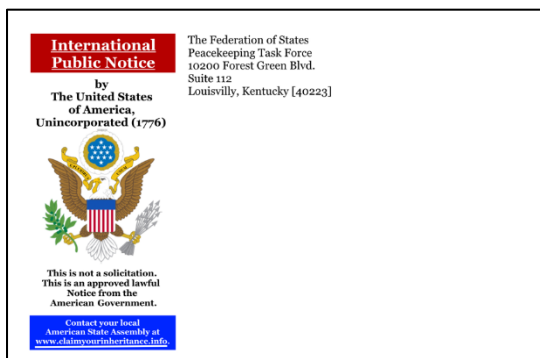 International
Public Notice
by
The United States
of America,
Unincorporated (1776)
This is not a solicitation.
This is an approved lawful
Notice from the
American Government.
Contact your local
American State Assembly at
www.claimyourinheritance.info.
The Federation of States
Peacekeeping Task Force
10200 Forest Green Blvd.
Suite 112
Louisvilly, Kentucky [40223]